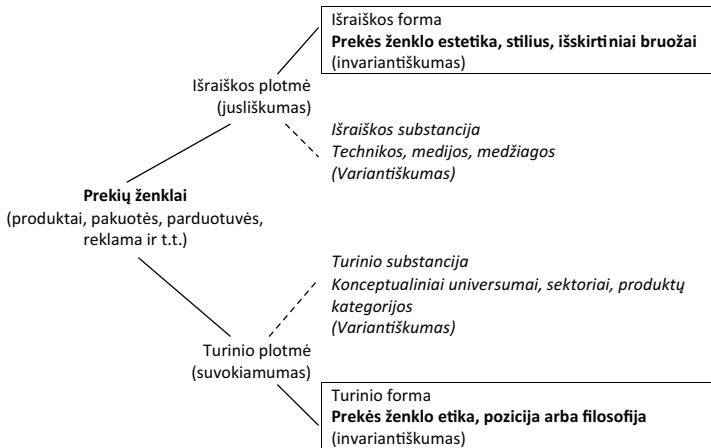 Išraiškos forma
Prekės ženklo estetika, stilius, išskirtiniai bruožai
(invariantiškumas)
Išraiškos plotmė
(jusliškumas)
Išraiškos substancija
Technikos, medijos, medžiagos
(Variantiškumas)
Prekių ženklai
(produktai, pakuotės, parduotuvės,
reklama ir t.t.)
Turinio substancija
Konceptualiniai universumai, sektoriai, produktų
kategorijos
(Variantiškumas)
Turinio plotmė
(suvokiamumas)
Turinio forma
Prekės ženklo etika, pozicija arba filosofija
(invariantiškumas)